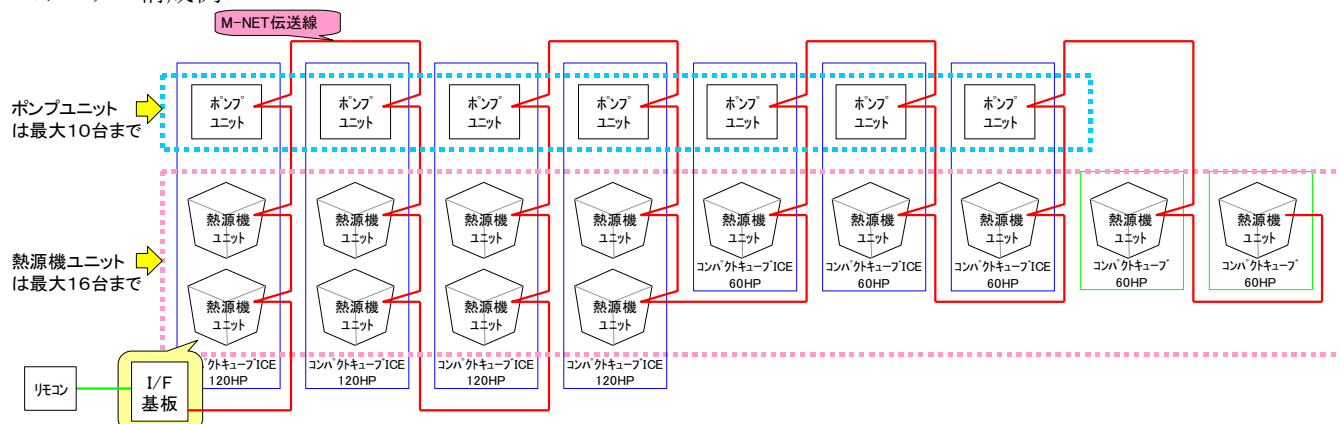 M-NET伝送線
ポンプユニット
は最大10台まで
ポンプ
ユニット
ポンプ
ユニット
ポンプ
ユニット
ポンプ
ユニット
ポンプ
ユニット
ポンプ
ユニット
ポンプ
ユニット
熱源機ユニット
は最大16台まで
熱源機
ユニット
熱源機
ユニット
熱源機
ユニット
熱源機
ユニット
熱源機
ユニット
熱源機
ユニット
熱源機
ユニット
熱源機
ユニット
熱源機
ユニット
コンパクトキューブICE
60HP
コンパクトキューブICE
60HP
コンパクトキューブICE
60HP
コンパクトキューブ
60HP
コンパクトキューブ
60HP
熱源機
ユニット
熱源機
ユニット
熱源機
ユニット
熱源機
ユニット
パクトキューブICE
120HP
コンパクトキューブICE
120HP
コンパクトキューブICE
120HP
コンパクトキューブICE
120HP
リモコン
I/F
基板